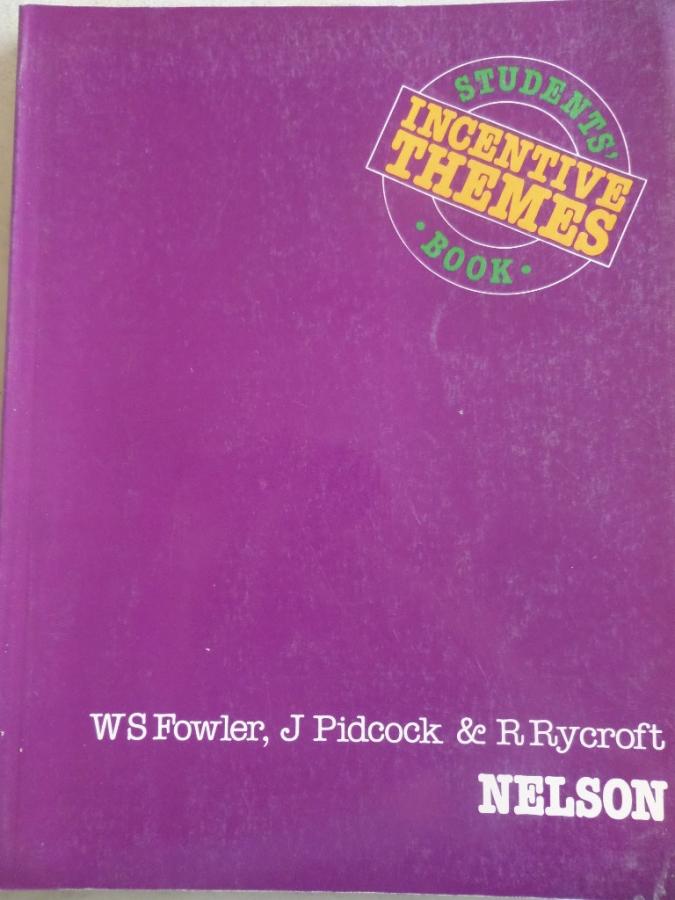 STUDENTS'
INCENTIVE
THEMES
• BOOK •
W S Fowler, J Pidcock & R Rycroft
NELSON